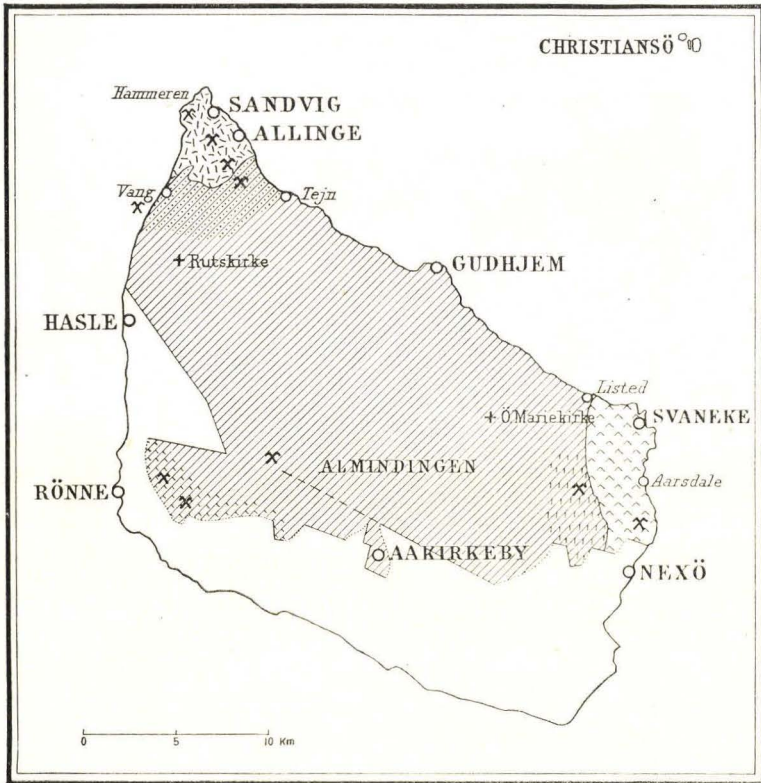 CHRISTIANSÖ
Hammeren
SANDVIG
ALLINGE
Vang
Tejn
Rutskirke
GUDHJEM
HASLE
Listed
Ö.Mariekirke
SVANEKE
ALMINDINGEN
RÖNNE
Aarsdale
AAKIRKEBY
NEXÖ
0 5 10 Km